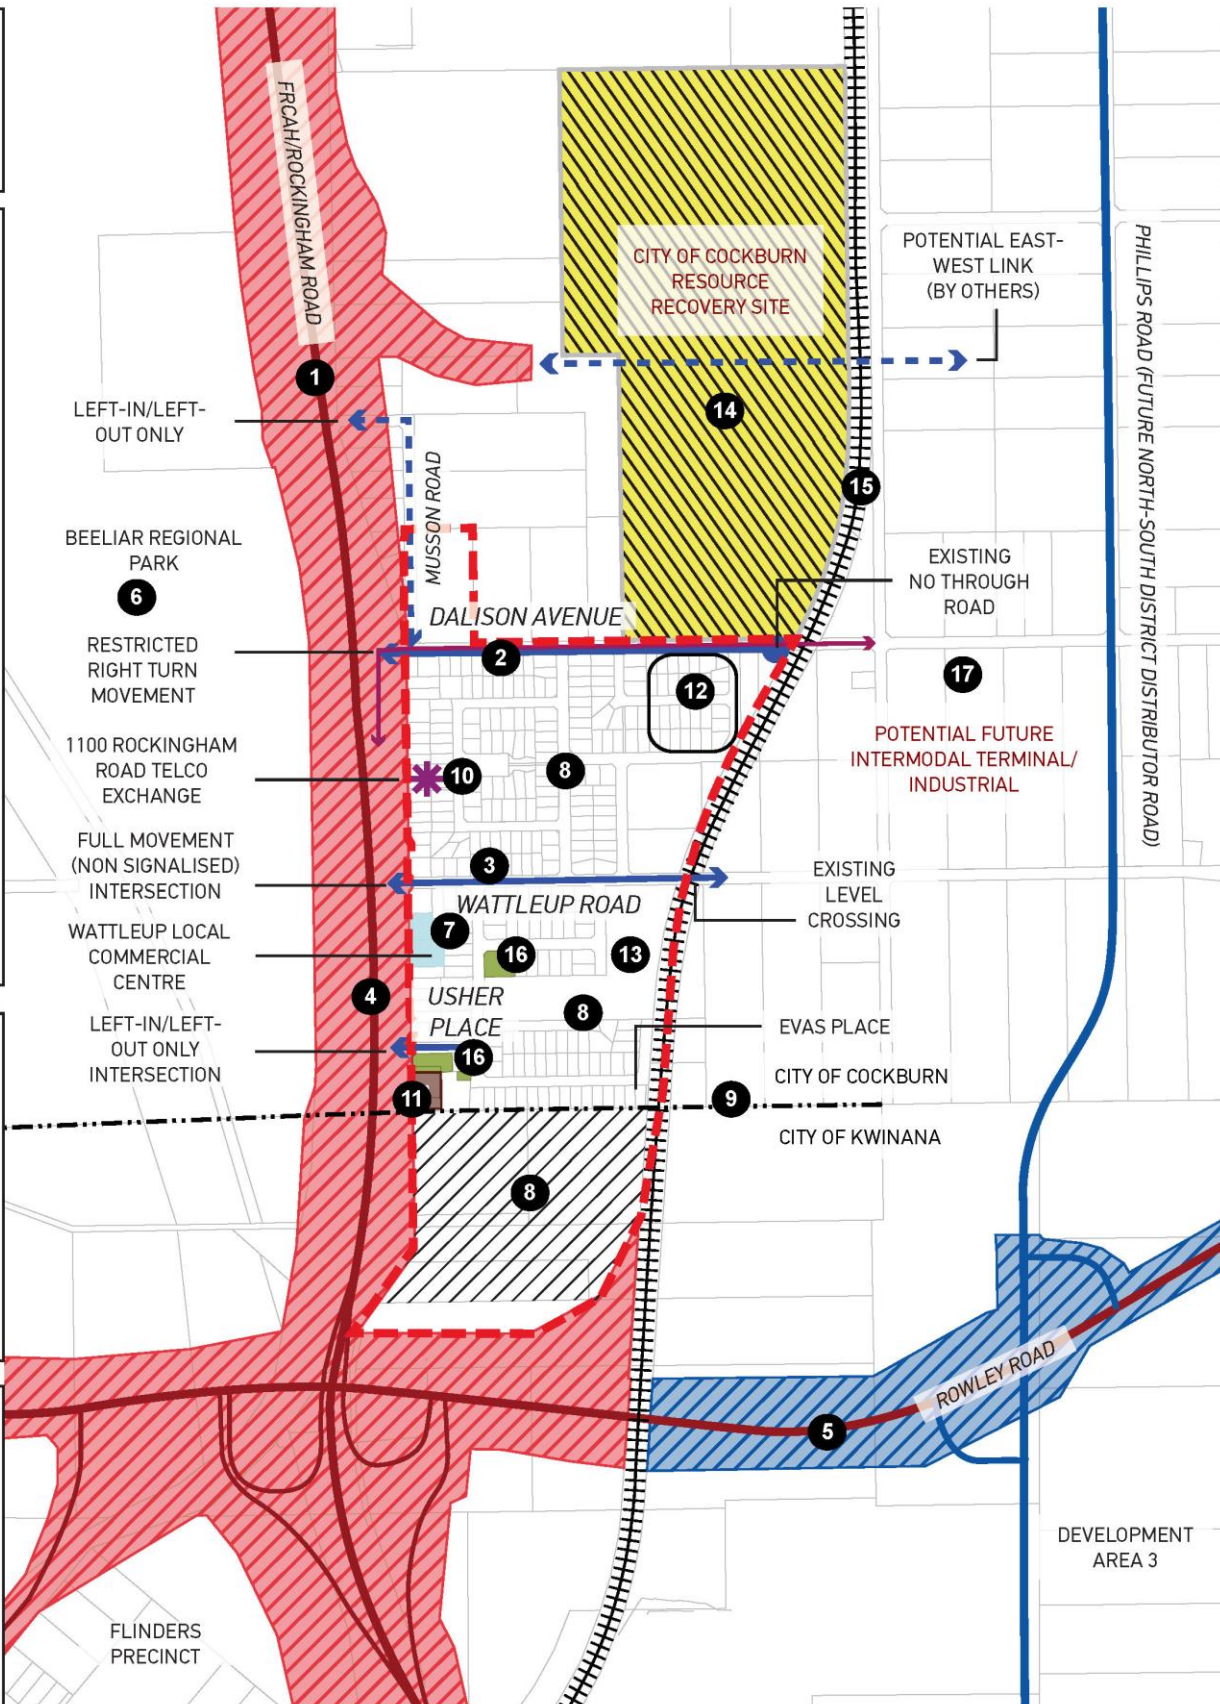 FRCAH/ROCKINGHAM ROAD
CITY OF COCKBURN
RESOURCE
RECOVERY SITE
POTENTIAL EAST-
WEST LINK
(BY OTHERS)
PHILLIPS ROAD (FUTURE NORTH-SOUTH DISTRICT DISTRIBUTOR ROAD)
1
LEFT-IN/LEFT-
OUT ONLY
14
MUSSON ROAD
15
BEELIAR REGIONAL
PARK
6
EXISTING
NO THROUGH
ROAD
DALISON AVENUE
RESTRICTED
RIGHT TURN
MOVEMENT
2
12
17
POTENTIAL FUTURE
INTERMODAL TERMINAL/
INDUSTRIAL
1100 ROCKINGHAM
ROAD TELCO
EXCHANGE
10
8
FULL MOVEMENT
(NON SIGNALISED)
INTERSECTION
3
EXISTING
LEVEL
CROSSING
WATTLEUP ROAD
WATTLEUP LOCAL
COMMERCIAL
CENTRE
7
16
13
4
USHER
PLACE
8
LEFT-IN/LEFT-
OUT ONLY
INTERSECTION
16
EVAS PLACE
CITY OF COCKBURN
11
9
CITY OF KWINANA
8
ROWLEY ROAD
5
DEVELOPMENT
AREA 3
FLINDERS
PRECINCT